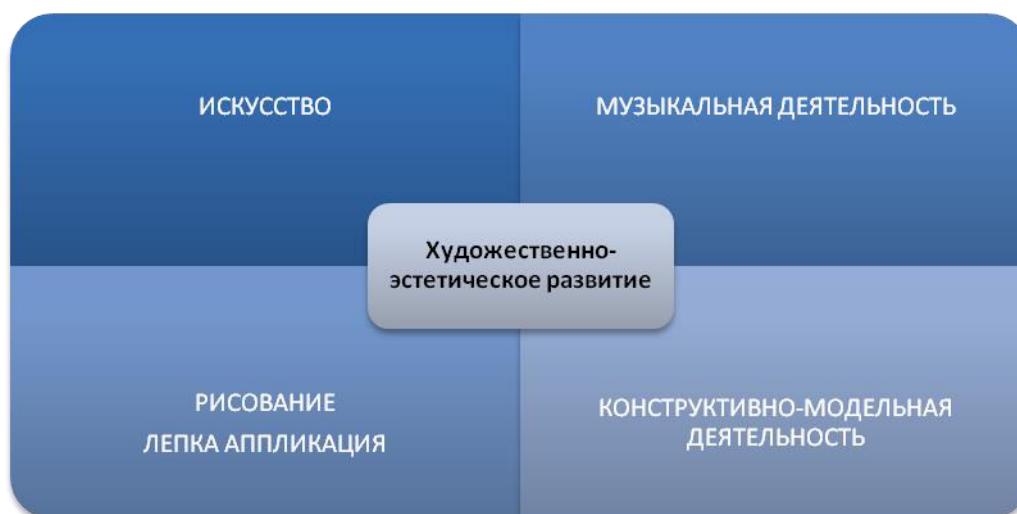 ИСКУССТВО
МУЗЫКАЛЬНАЯ ДЕЯТЕЛЬНОСТЬ
Художественно-
эстетическое развитие
РИСОВАНИЕ
ЛЕПКА АППЛИКАЦИЯ
КОНСТРУКТИВНО-МОДЕЛЬНАЯ
ДЕЯТЕЛЬНОСТЬ